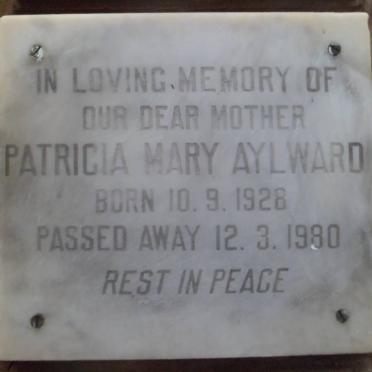 IN LOVING MEMORY OF
OUR DEAR MOTHER
PATRICIA MARY AYLWARD
BORN 10. 9. 1928
PASSED AWAY 12. 3. 1980
REST IN PEACE